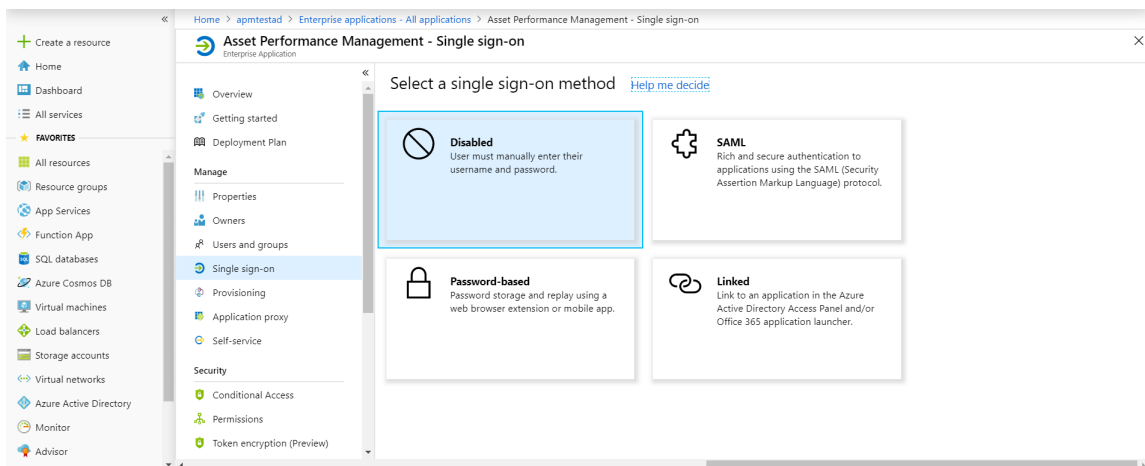 Home > apmtestad > Enterprise applications - All applications > Asset Performance Management - Single sign-on
Create a resource
Home
Dashboard
All services
FAVORITES
All resources
Resource groups
App Services
Function App
SQL databases
Azure Cosmos DB
Virtual machines
Load balancers
Storage accounts
Virtual networks
Azure Active Directory
Monitor
Advisor
Asset Performance Management - Single sign-on
Enterprise Application
Overview
Getting started
Deployment Plan
Manage
Properties
Owners
Users and groups
Single sign-on
Provisioning
Application proxy
Self-service
Security
Conditional Access
Permissions
Token encryption (Preview)
Select a single sign-on method Help me decide
Disabled
User must manually enter their
username and password.
SAML
Rich and secure authentication to
applications using the SAML (Security
Assertion Markup Language) protocol.
Password-based
Password storage and replay using a
web browser extension or mobile app.
Linked
Link to an application in the Azure
Active Directory Access Panel and/or
Office 365 application launcher.